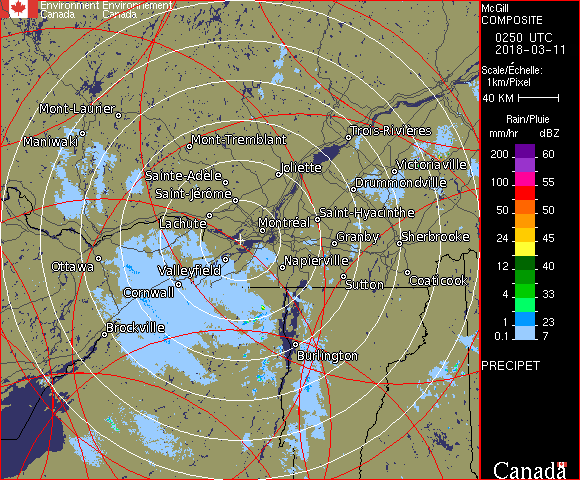 Environment Environnement
Canada Canada
McGill
COMPOSITE
0250 UTC
2018-03-11
Scale/Échelle:
1km/Pixel
40 KM
Rain/Pluie
mm/hr dBZ
200 60
55
100 55
50 50
24 45
12 40
4 33
1 23
0.1 7
PRECIPET
Canada
Mont-Laurier
Maniwaki
Mont-Tremblant
Trois-Rivières
Joliette
Victoriaville
Sainte-Adèle
Drummondville
Saint-Jérôme
Lachute
Saint-Hyacinthe
Montréal
Granby
Sherbrooke
Ottawa
Valleyfield
Napierville
Cornwall
Sutton
Coaticook
Brockville
Burlington